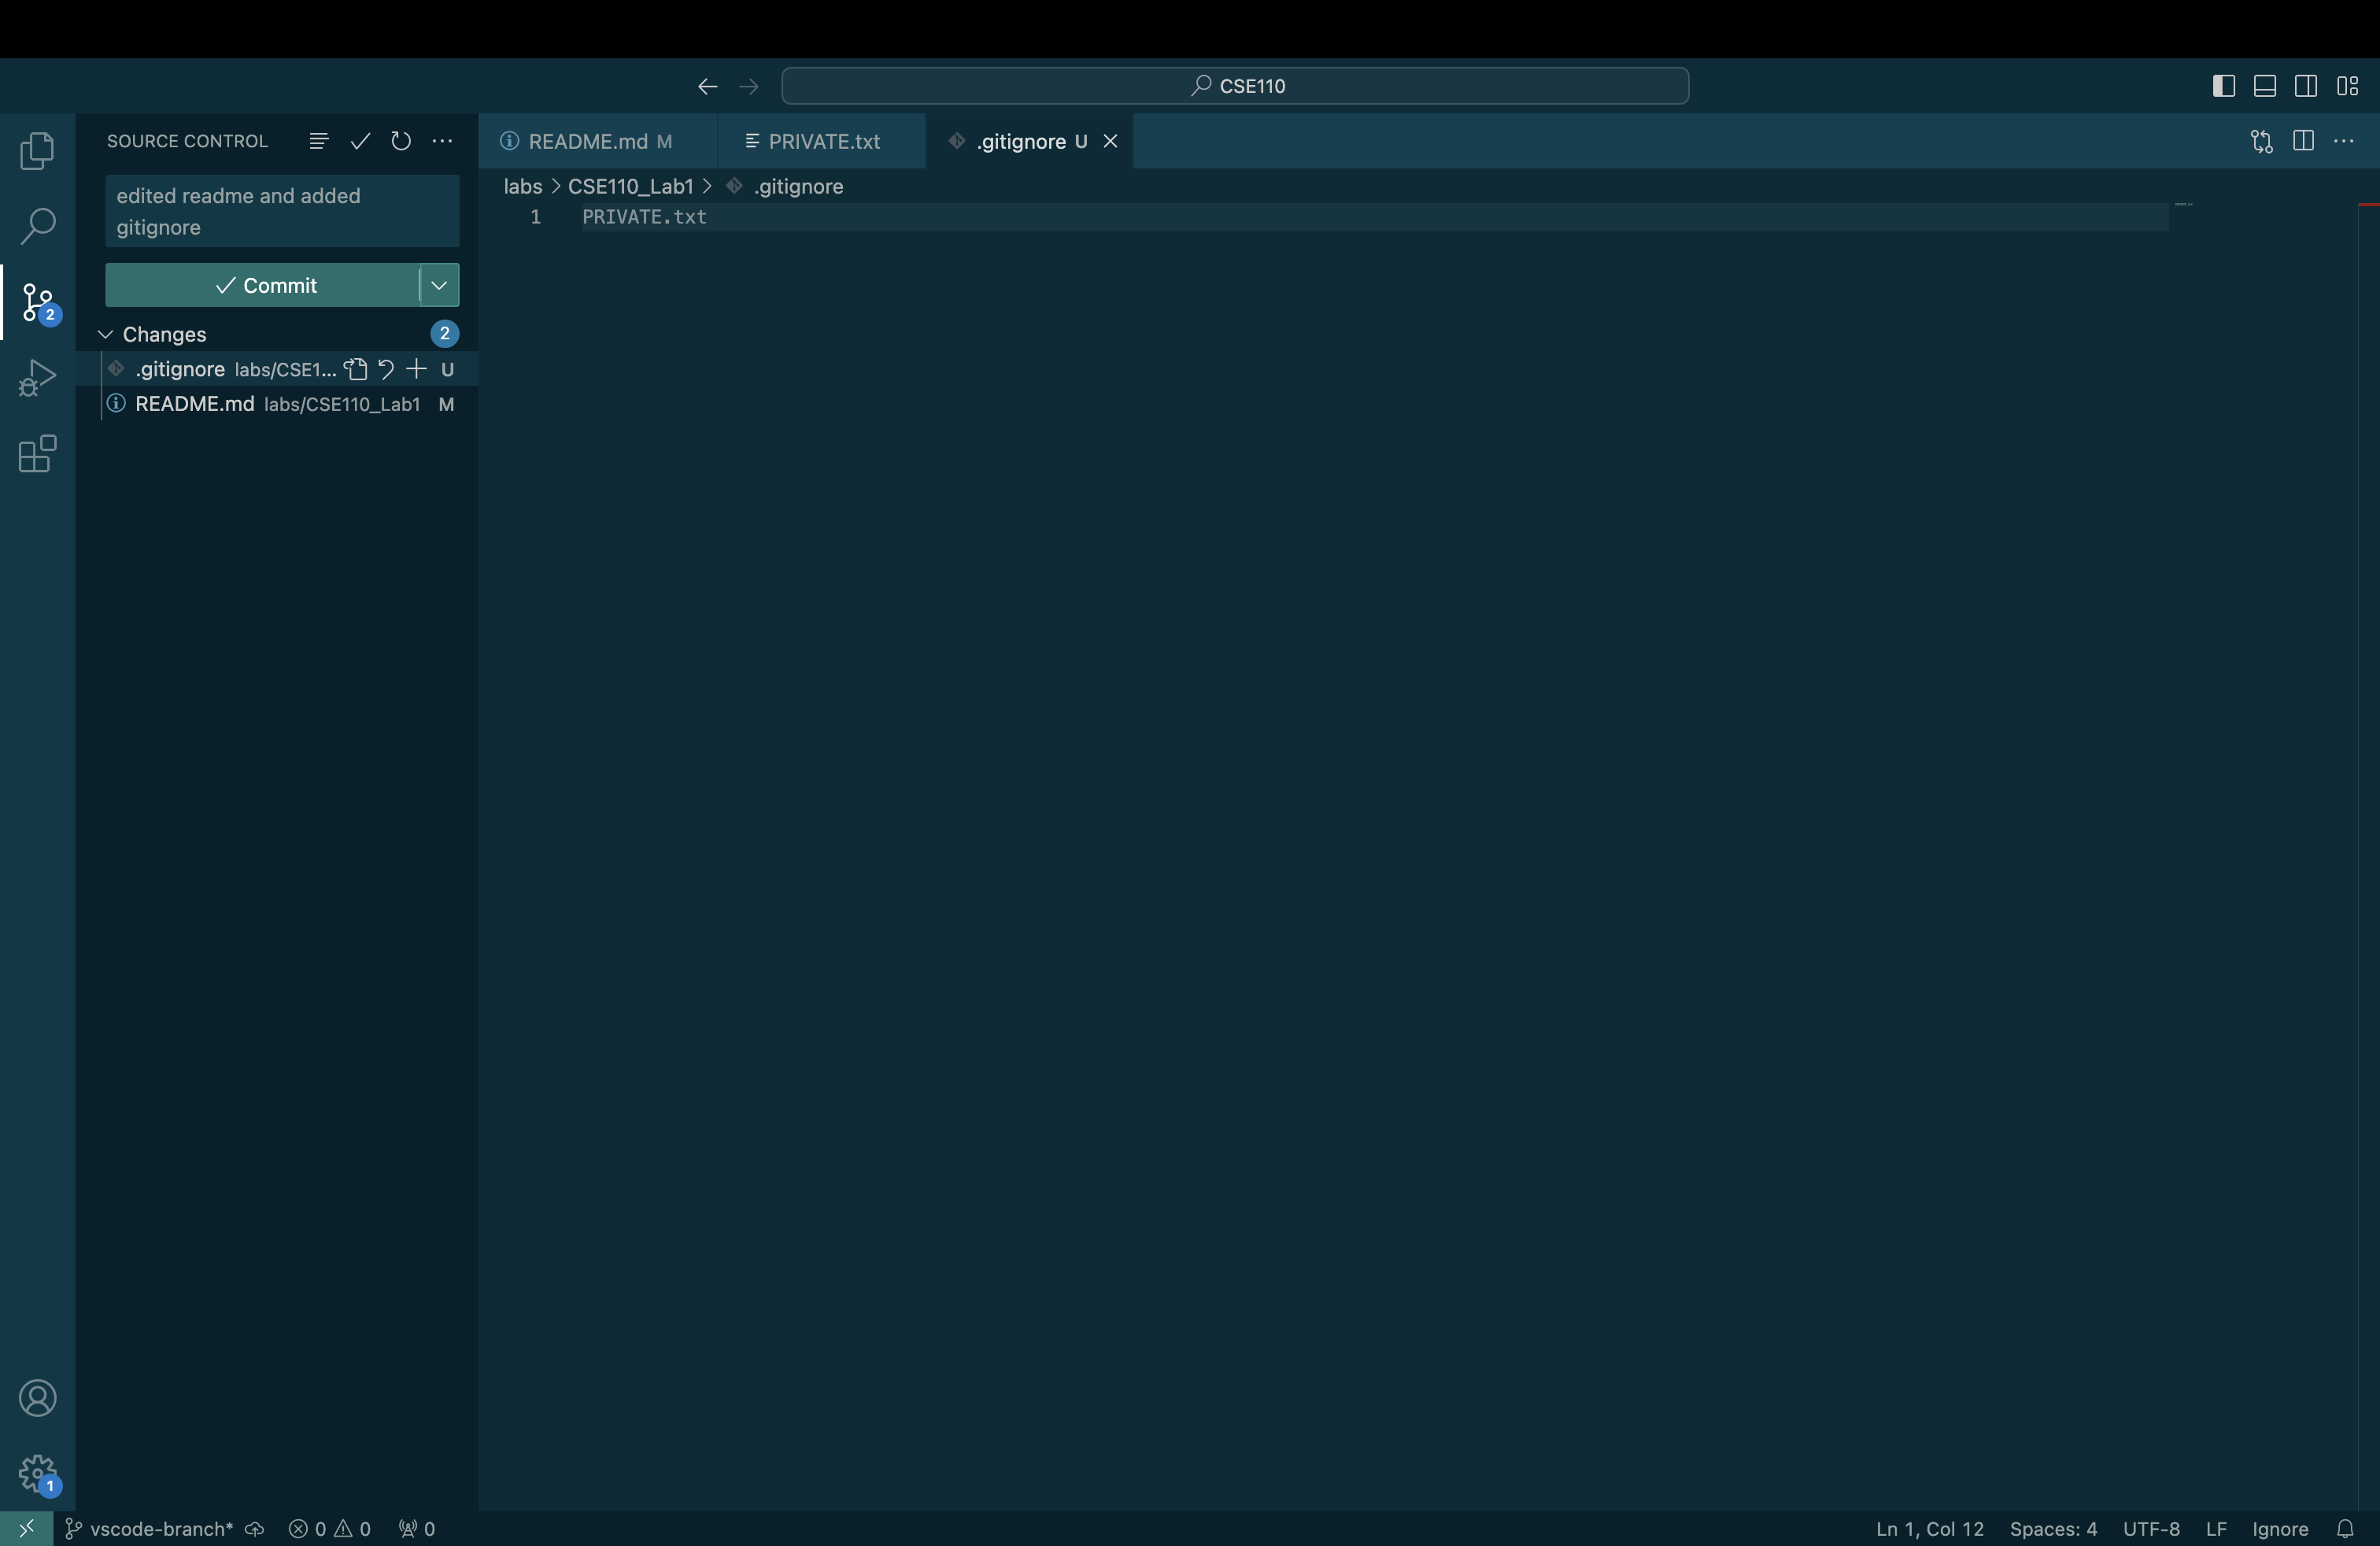 CSE110
SOURCE CONTROL
edited readme and added
gitignore
Commit
Changes 2
.gitignore labs/CSE1... U
README.md labs/CSE110_Lab1 M
2
1
README.md M
PRIVATE.txt
.gitignore U
labs > CSE110_Lab1 > .gitignore
1 PRIVATE.txt
vscode-branch* 0 0 0
Ln 1, Col 12 Spaces: 4 UTF-8 LF Ignore